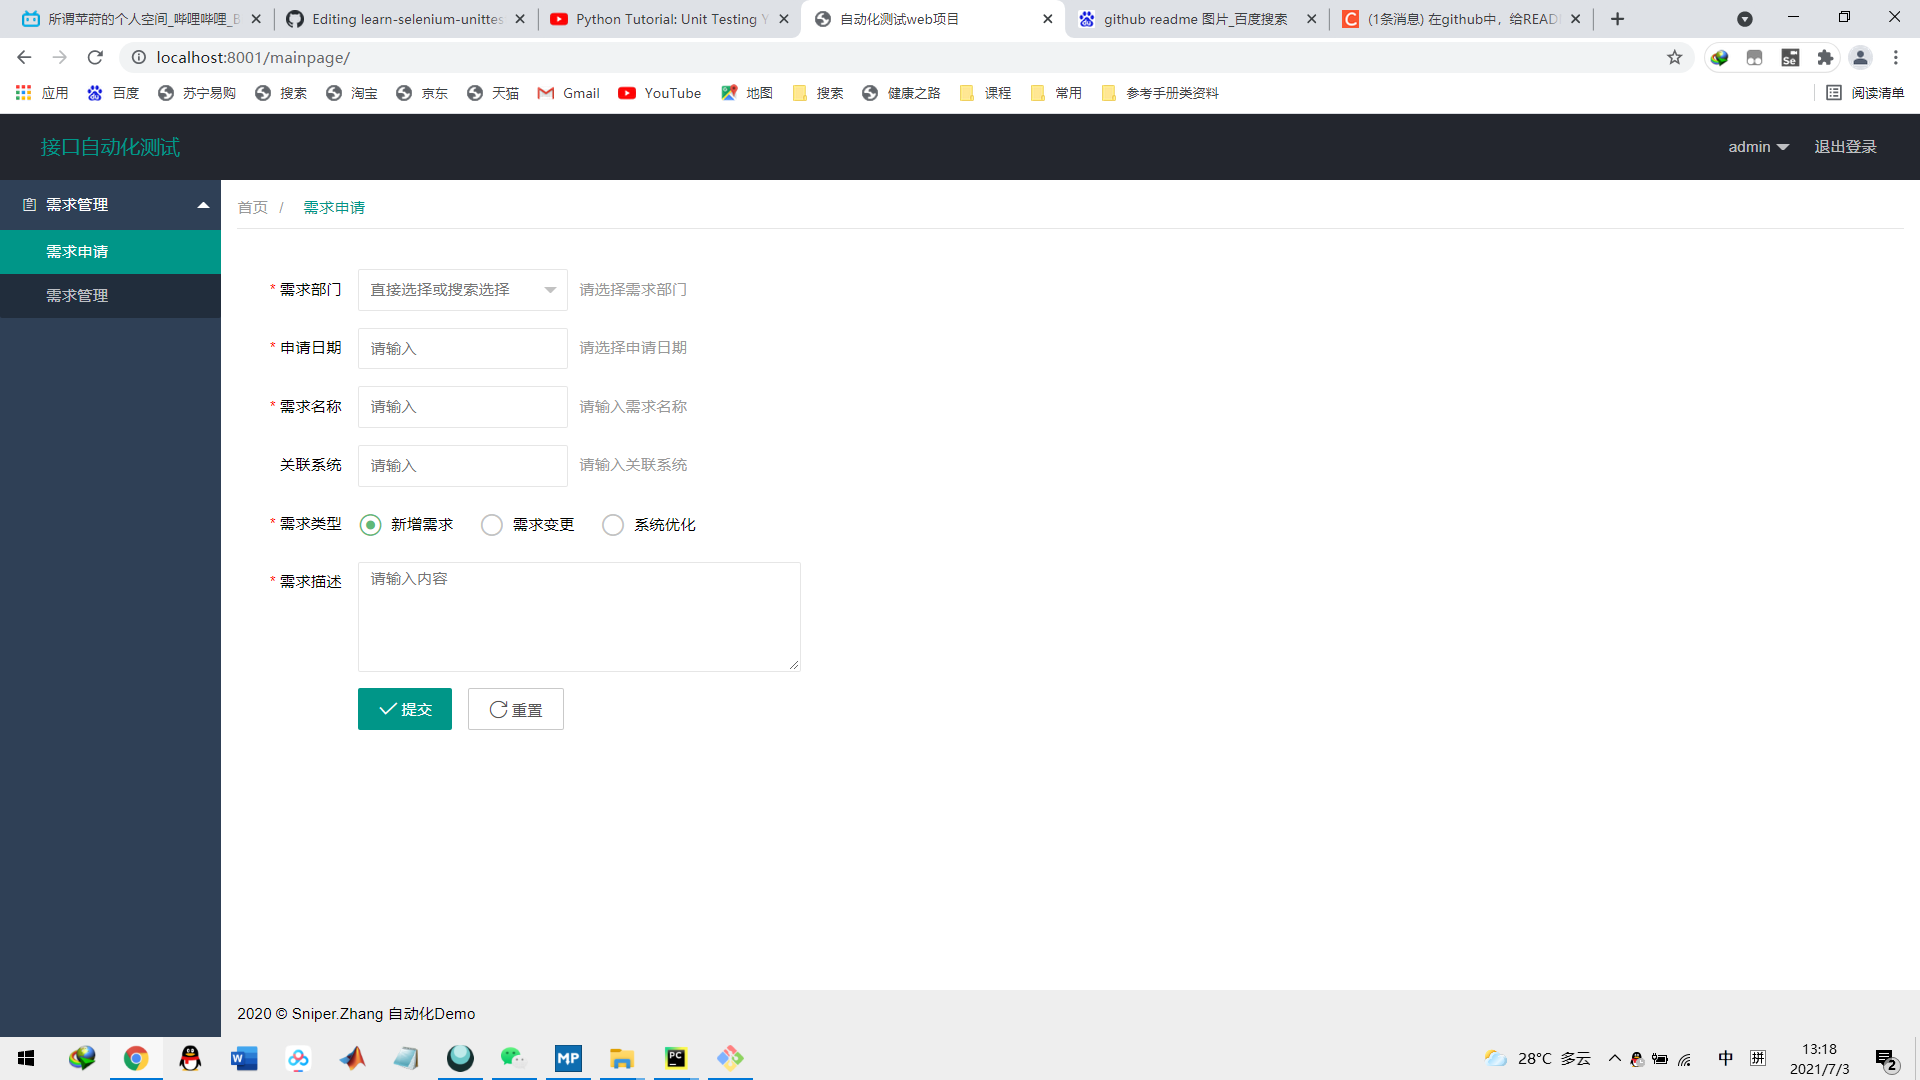 所谓苹莳的个人空间_哔哩哔哩_B
Editing learn-selenium-unittes
Python Tutorial: Unit Testing Y
自动化测试web项目
github readme 图片_百度搜索
(1条消息) 在github中，给READ
localhost:8001/mainpage/
应用
百度
苏宁易购
搜索
淘宝
京东
天猫
Gmail
YouTube
地图
搜索
健康之路
课程
常用
参考手册类资料
阅读清单
接口自动化测试
admin
退出登录
需求管理
需求申请
需求管理
首页 / 需求申请
* 需求部门 直接选择或搜索选择 请选择需求部门
* 申请日期 请输入 请选择申请日期
* 需求名称 请输入 请输入需求名称
关联系统 请输入 请输入关联系统
* 需求类型 新增需求 需求变更 系统优化
* 需求描述 请输入内容
提交 重置
2020 © Sniper.Zhang 自动化Demo
28°C 多云
中
拼
13:18
2021/7/3
2